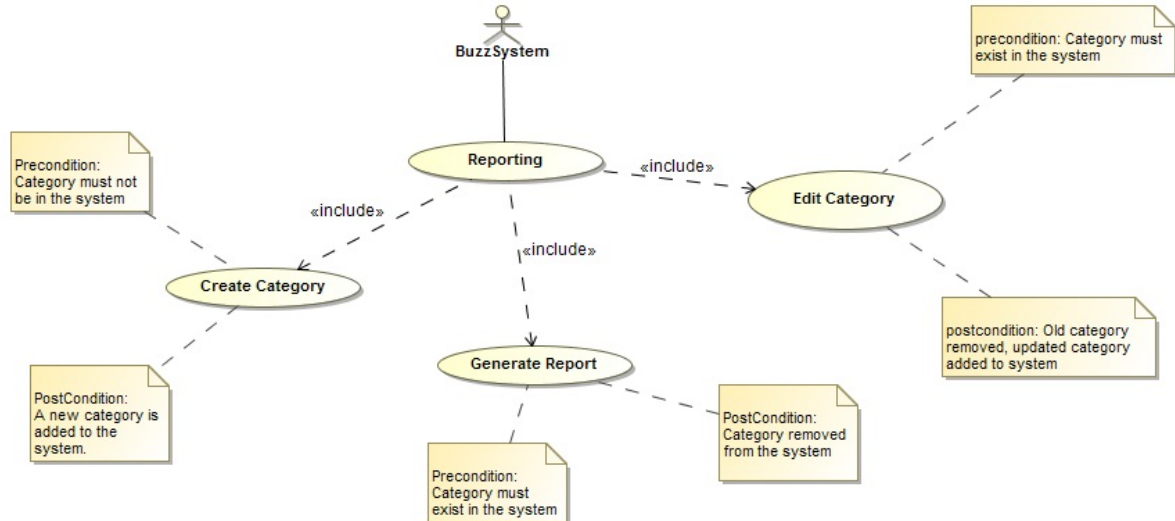 BuzzSystem
precondition: Category must
exist in the system
Reporting
«include»
Edit Category
Precondition:
Category must not
be in the system
«include»
«include»
Create Category
postcondition: Old category
removed, updated category
added to system
Generate Report
PostCondition:
A new category is
added to the
system.
PostCondition:
Category removed
from the system
Precondition:
Category must
exist in the system